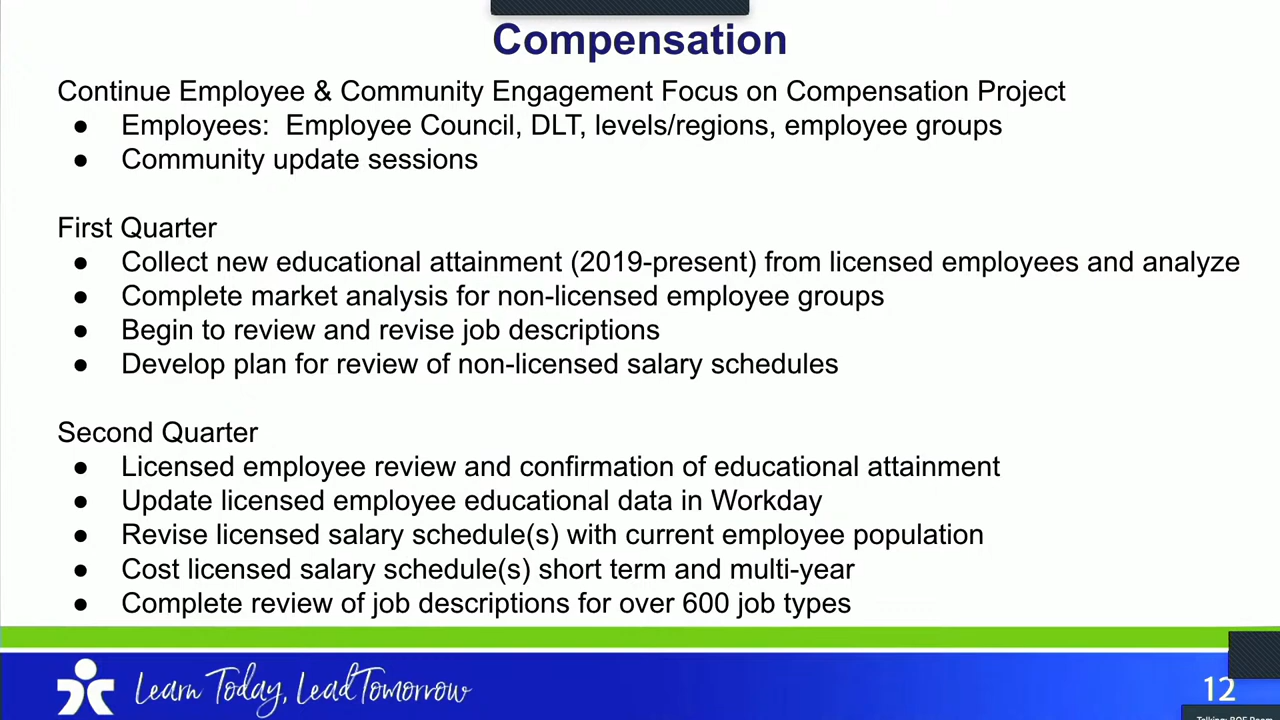 Compensation
Continue Employee & Community Engagement Focus on Compensation Project
● Employees:  Employee Council, DLT, levels/regions, employee groups
● Community update sessions
First Quarter
● Collect new educational attainment (2019-present) from licensed employees and analyze
● Complete market analysis for non-licensed employee groups
● Begin to review and revise job descriptions
● Develop plan for review of non-licensed salary schedules
Second Quarter
● Licensed employee review and confirmation of educational attainment
● Update licensed employee educational data in Workday
● Revise licensed salary schedule(s) with current employee population
● Cost licensed salary schedule(s) short term and multi-year
● Complete review of job descriptions for over 600 job types
Learn Today, Lead Tomorrow
12